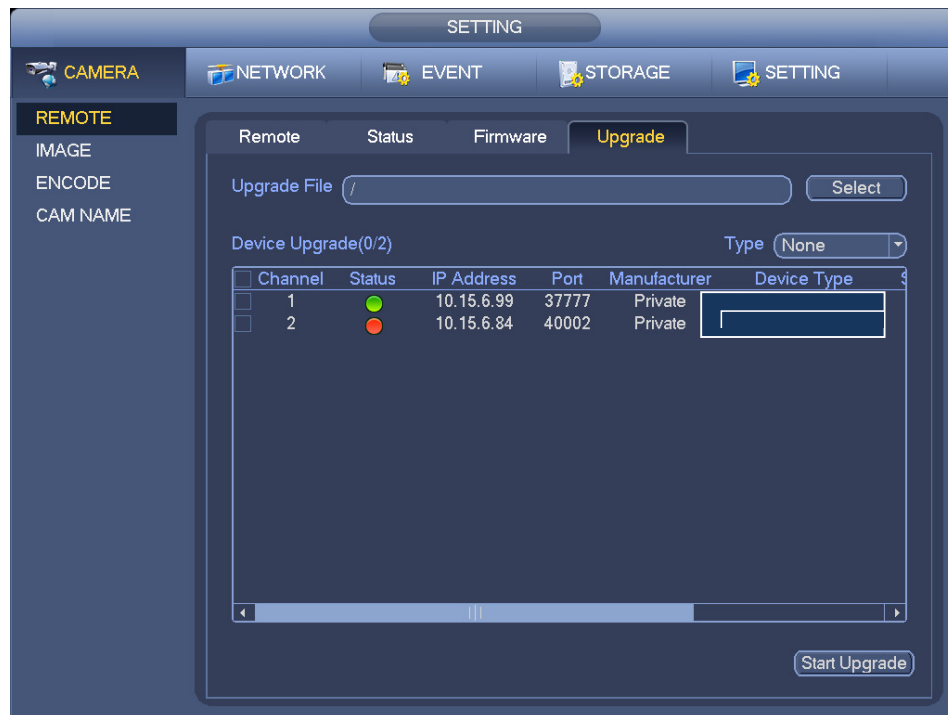 SETTING
CAMERA NETWORK EVENT STORAGE SETTING
REMOTE
IMAGE
ENCODE
CAM NAME
Remote Status Firmware Upgrade
Upgrade File / Select
Device Upgrade(0/2) Type None
Channel Status IP Address Port Manufacturer Device Type
1 10.15.6.99 37777 Private
2 10.15.6.84 40002 Private
Start Upgrade